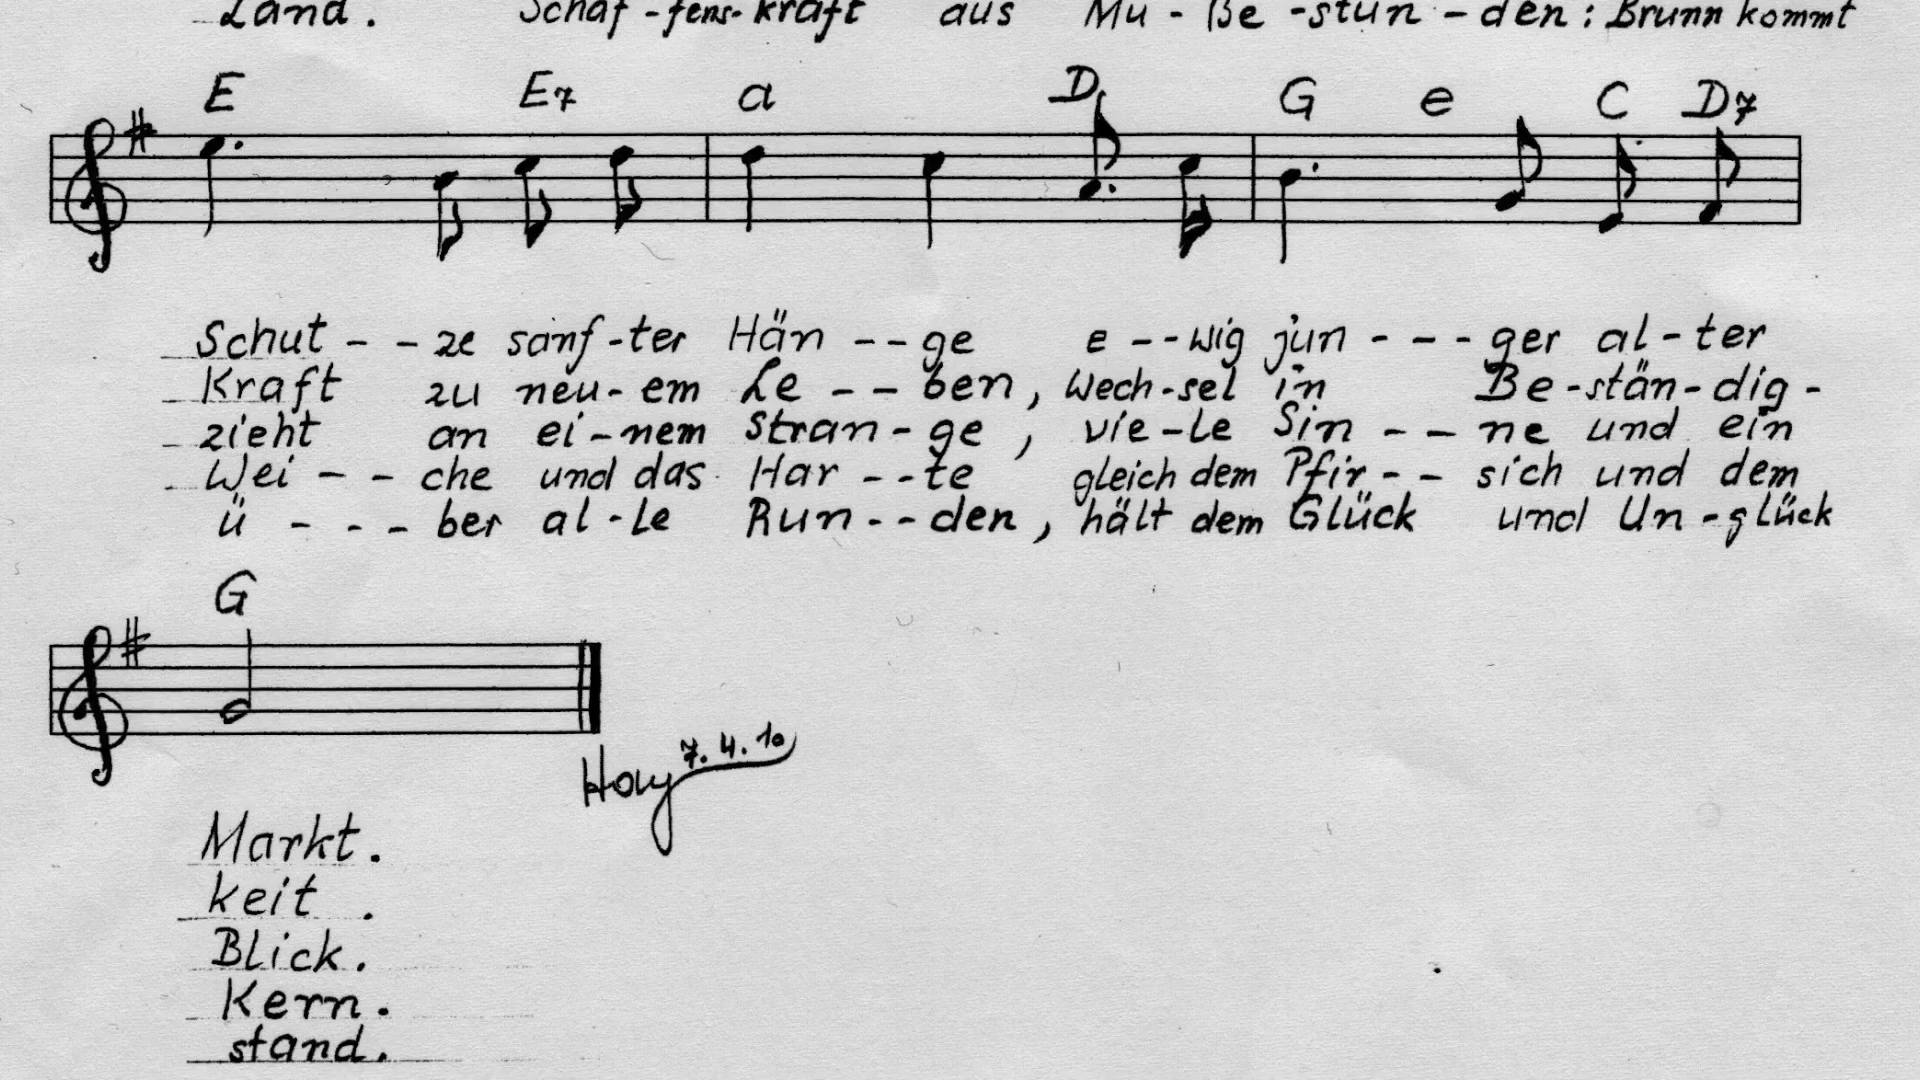 Land. Schaf-fens-kraft aus Mu-ße-stun-den: Brunn kommt
E E7 a D G e C D7
Schut - - ze sanf-ter Hän - - ge e - - wig jun - - - ger al-ter
Kraft zu neu-em Le - - ben, Wech-sel in Be-stän-dig-
zieht an ei-nem Stran - ge, vie-le Sin - - ne und ein
Wei - - che und das Har - - te gleich dem Pfir - - sich und dem
ü - - - ber al-le Run - - den, hält dem Glück und Un-glück
G
7.4.10
Markt.
keit.
Blick.
Kern.
stand.